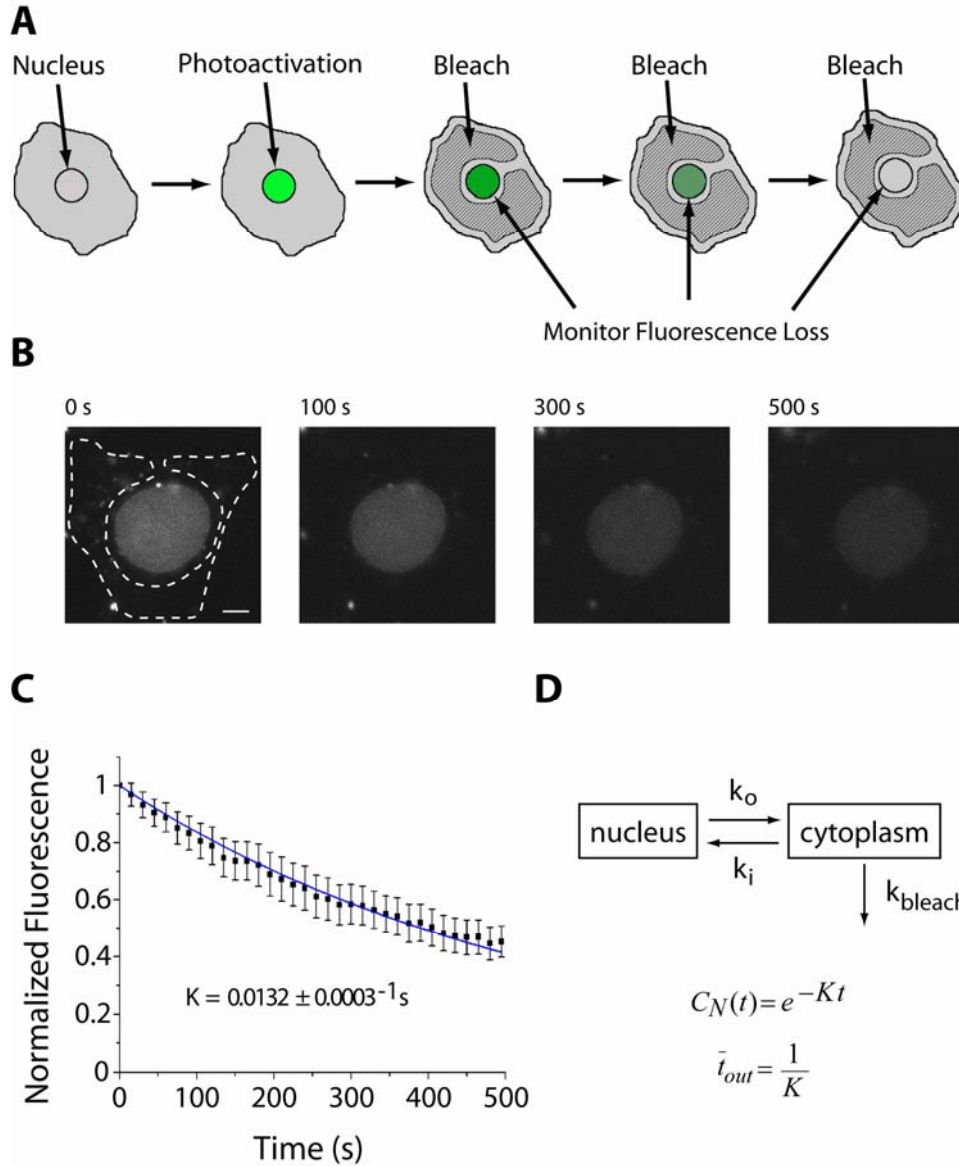 A
Nucleus
Photoactivation
Bleach
Bleach
Bleach
Monitor Fluorescence Loss
B
0 s
100 s
300 s
500 s
C
D
Normalized Fluorescence
1
0.8
0.6
0.4
0.2
0
K = 0.0132 ± 0.0003⁻¹s
0 100 200 300 400 500
Time (s)
nucleus
kₒ
kᵢ
cytoplasm
k_bleach
C_N(t) = e^{-Kt}
t̄_out = 1/K